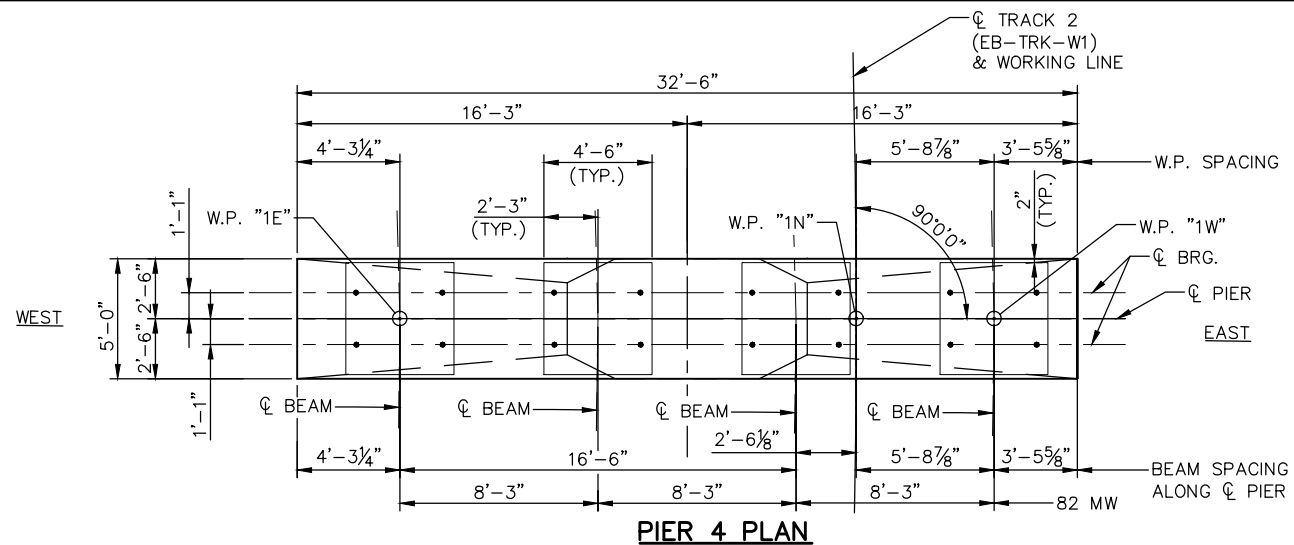 ℄ TRACK 2
(EB-TRK-W1)
& WORKING LINE
32'-6"
16'-3"
16'-3"
4'-3¼"
4'-6"
(TYP.)
5'-8⅞"
3'-5⅝"
W.P. SPACING
2'-3"
(TYP.)
2"
(TYP.)
1'-1"
W.P. "1E"
W.P. "1N"
90°0'0"
W.P. "1W"
℄ BRG.
℄ PIER
WEST
EAST
5'-0"
2'-6"
2'-6"
1'-1"
℄ BEAM
℄ BEAM
℄ BEAM
℄ BEAM
2'-6⅛"
4'-3¼"
16'-6"
5'-8⅞"
3'-5⅝"
BEAM SPACING
ALONG ℄ PIER
8'-3"
8'-3"
8'-3"
82 MW
PIER 4 PLAN